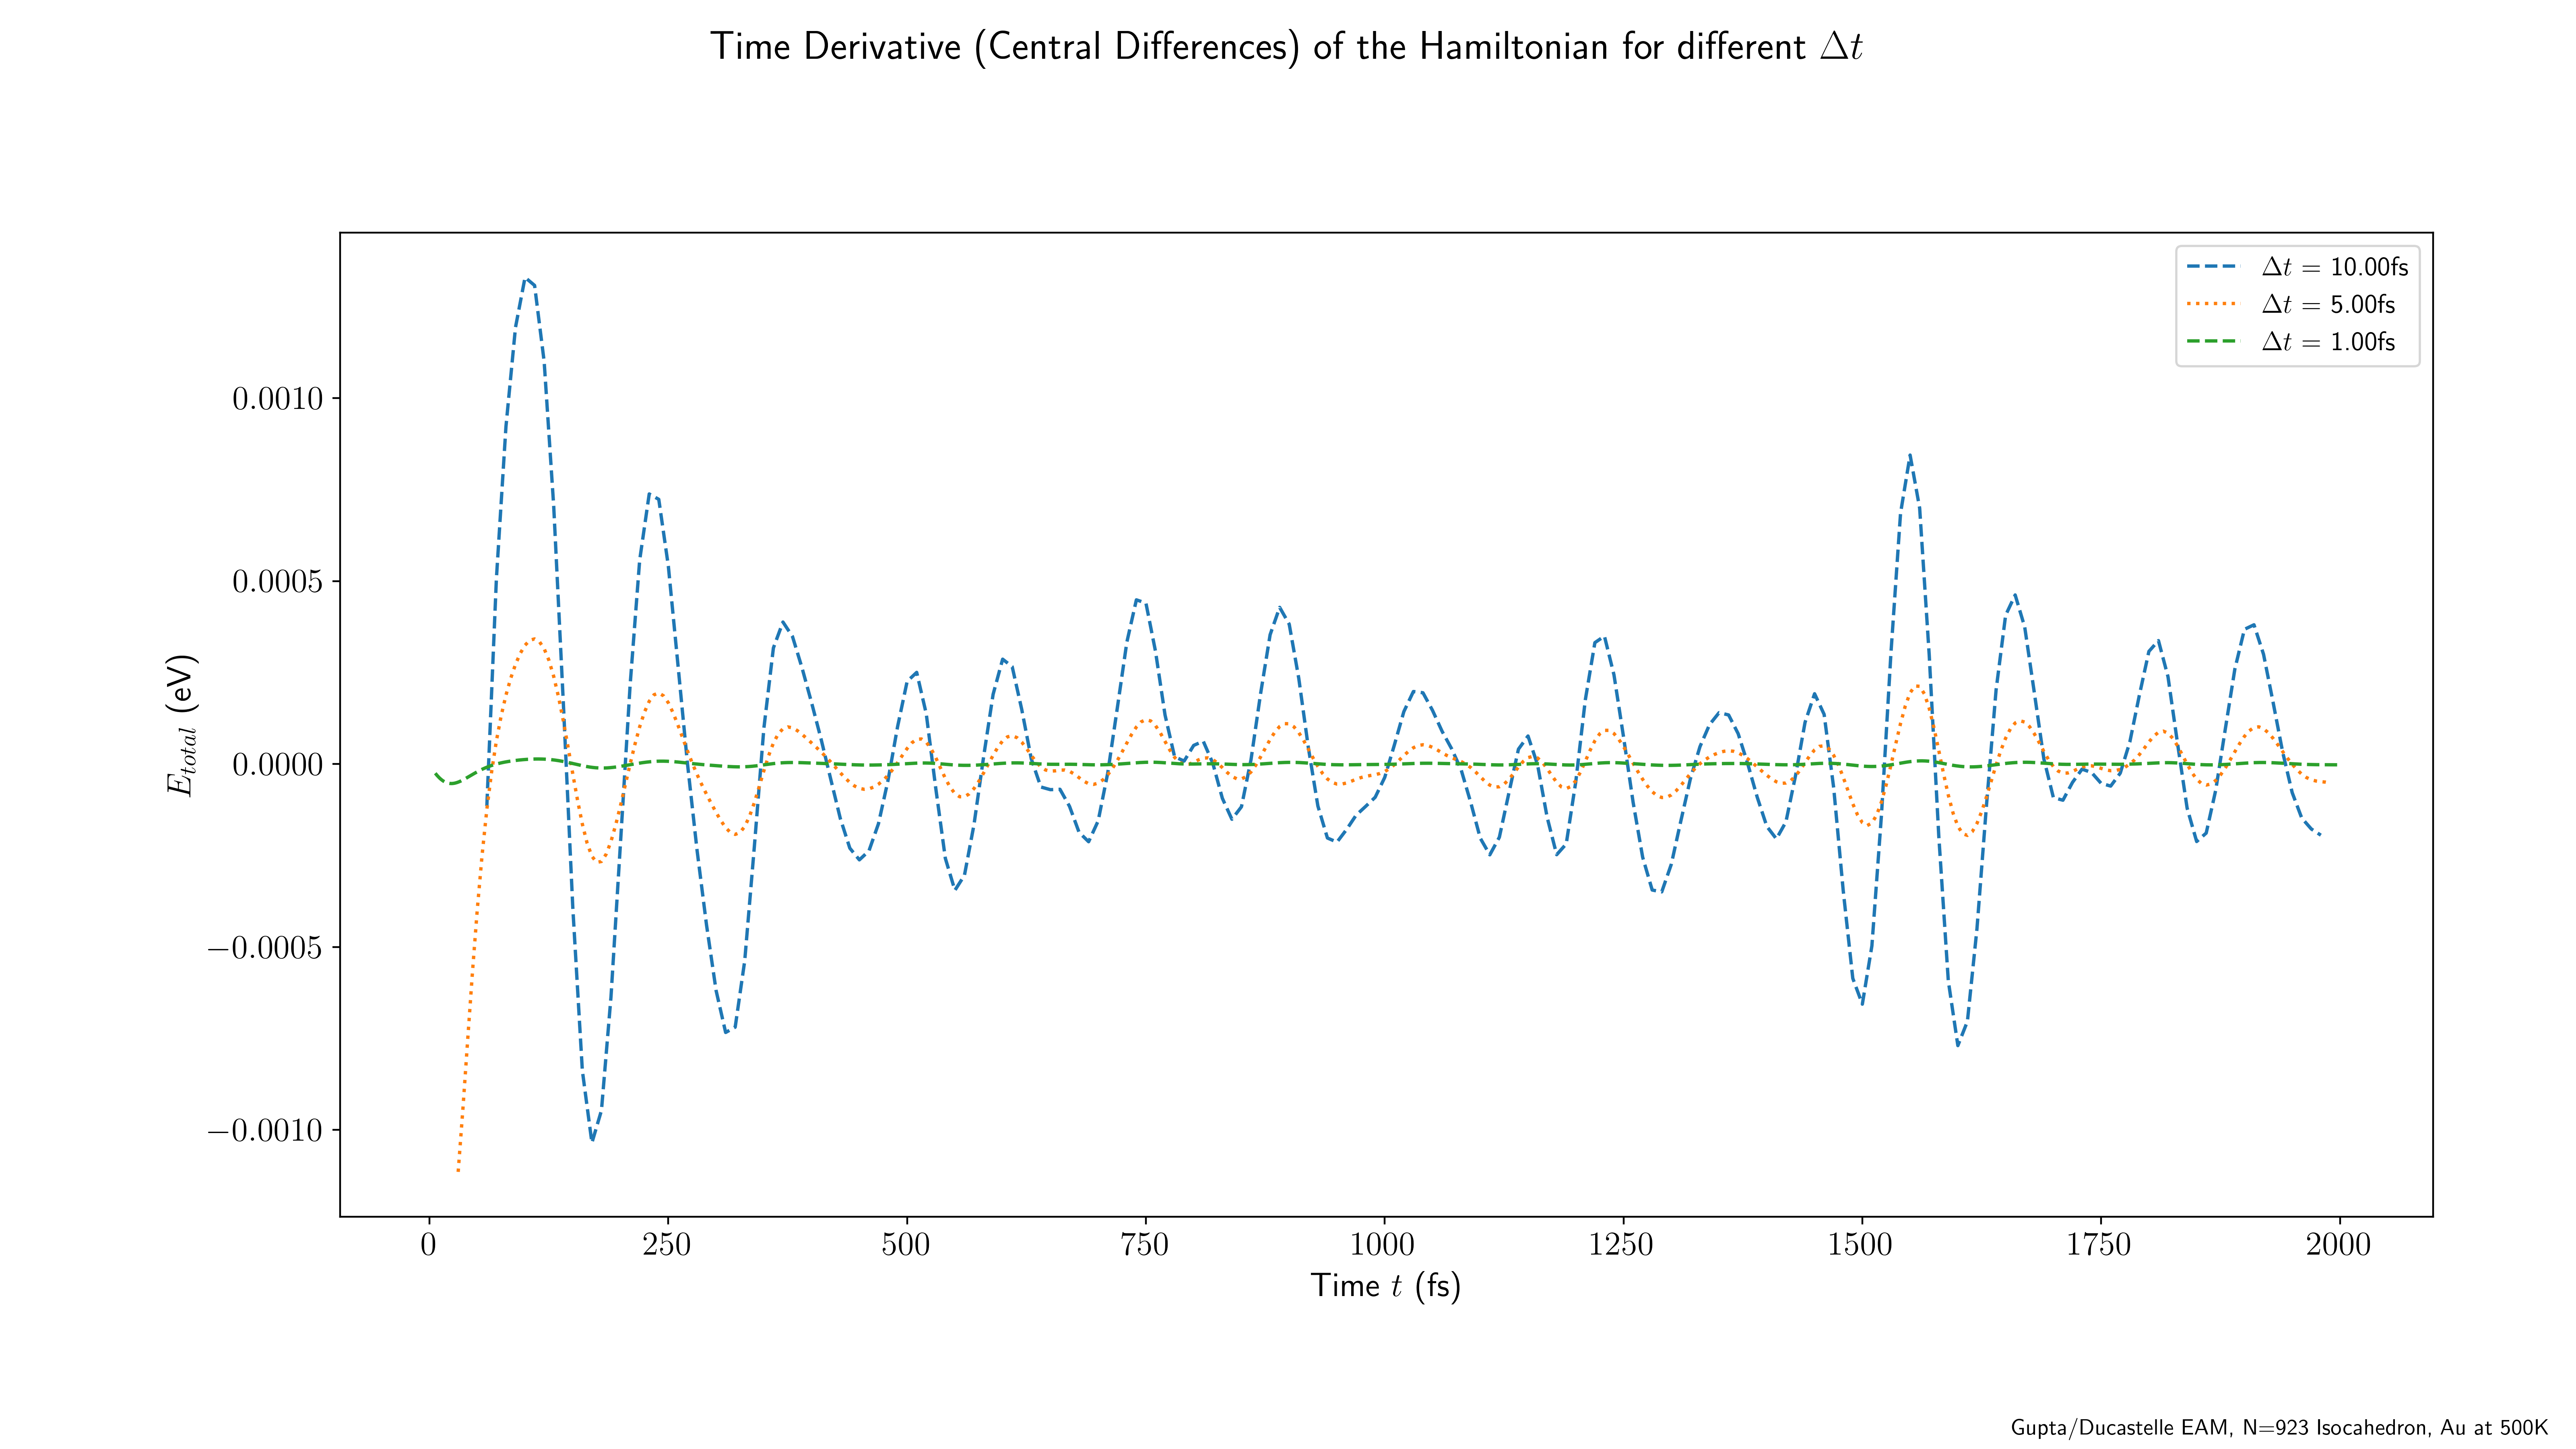 Time Derivative (Central Differences) of the Hamiltonian for different Δt
Δt = 10.00fs
Δt = 5.00fs
Δt = 1.00fs
0.0010
0.0005
0.0000
−0.0005
−0.0010
E_total (eV)
0 250 500 750 1000 1250 1500 1750 2000
Time t (fs)
Gupta/Ducastelle EAM, N=923 Isocahedron, Au at 500K